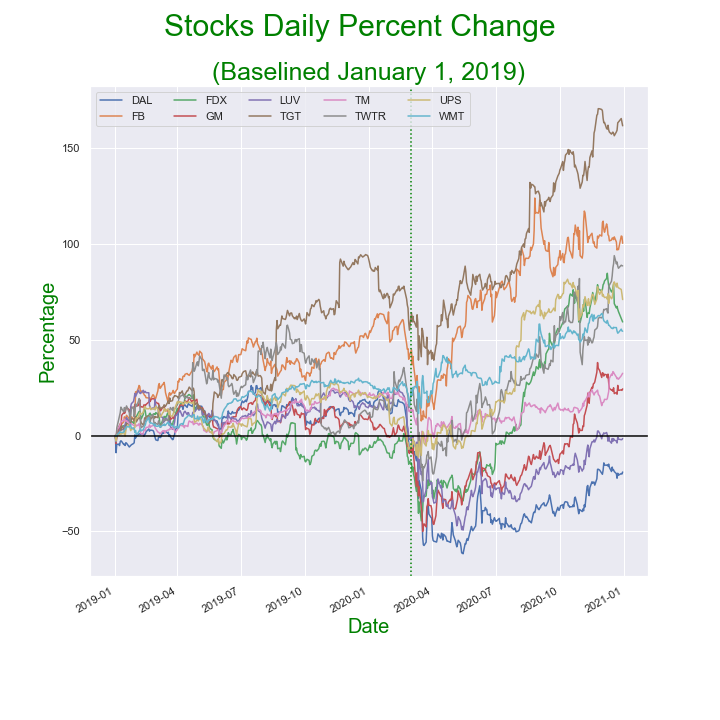 Stocks Daily Percent Change
(Baselined January 1, 2019)
DAL FDX LUV TM UPS
FB GM TGT TWTR WMT
150
100
50
0
−50
Percentage
2019-01 2019-04 2019-07 2019-10 2020-01 2020-04 2020-07 2020-10 2021-01
Date